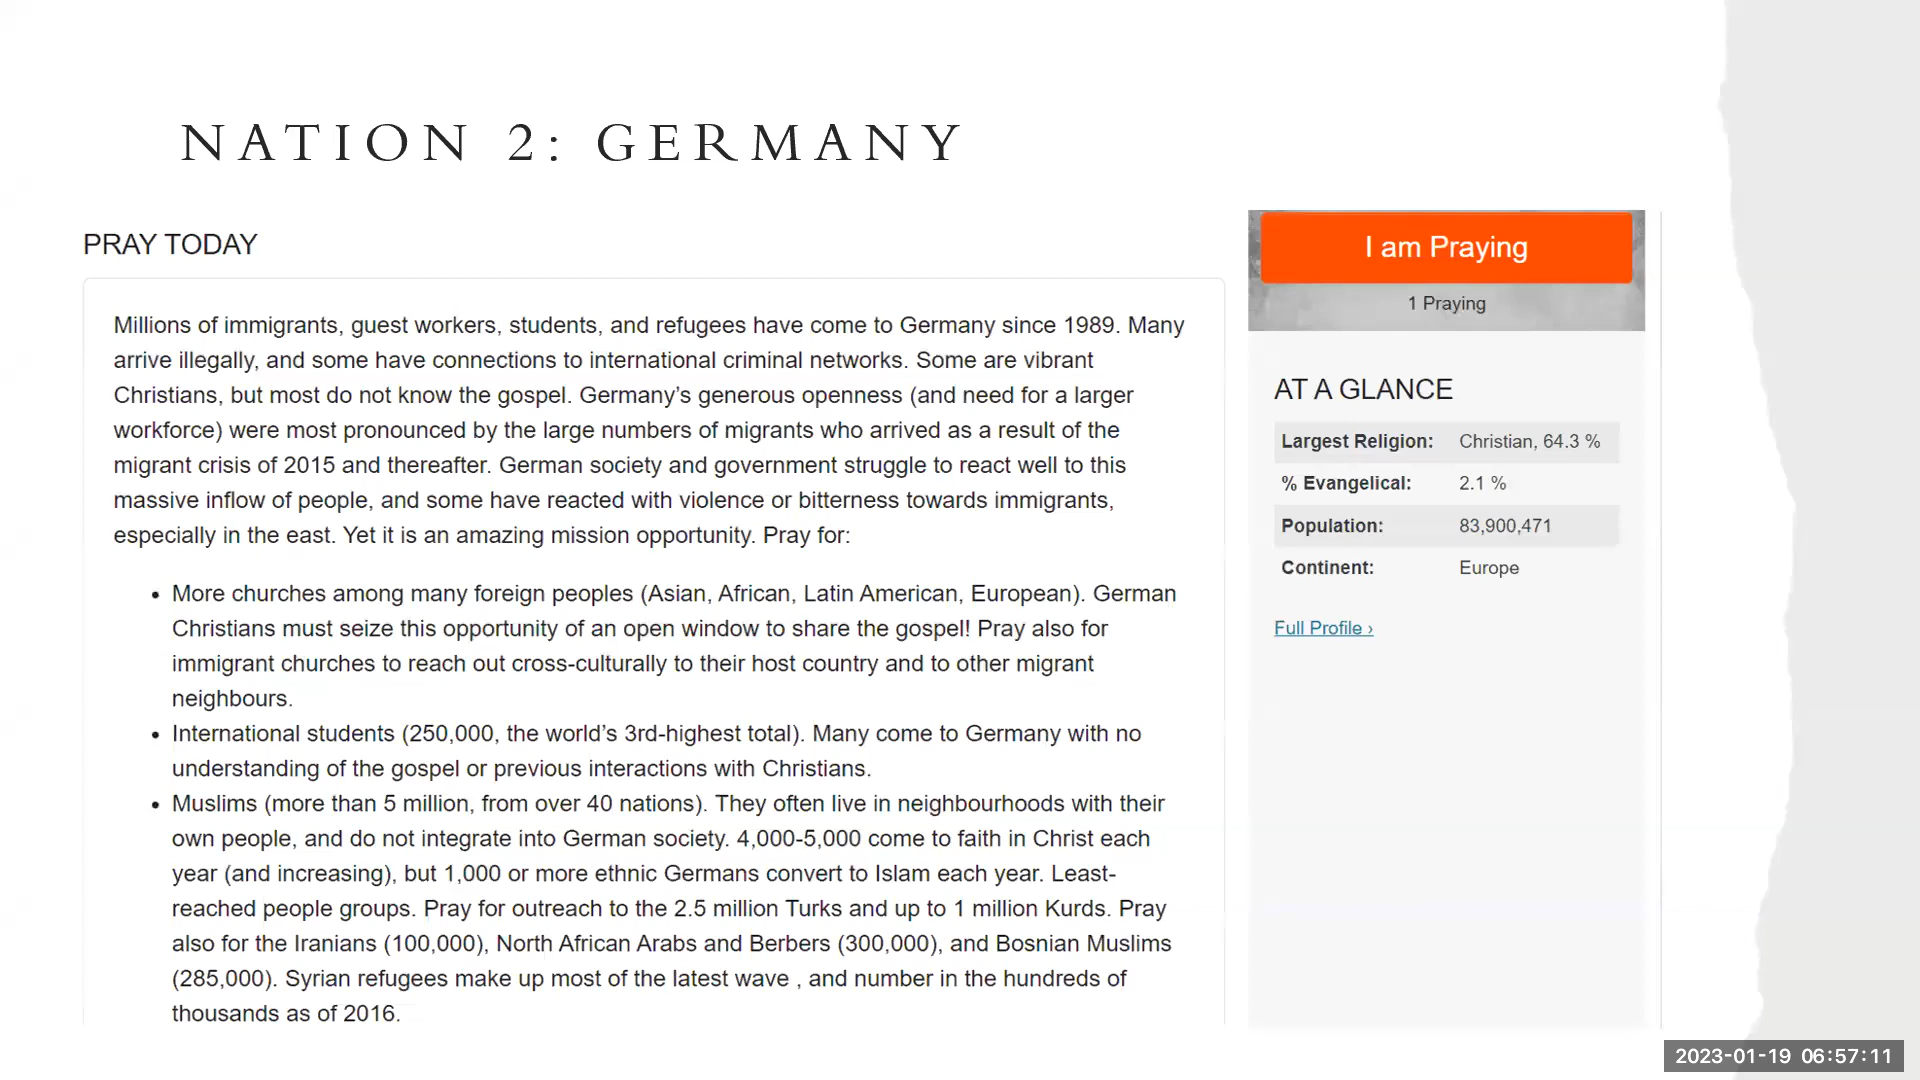 NATION 2: GERMANY
PRAY TODAY
Millions of immigrants, guest workers, students, and refugees have come to Germany since 1989. Many
arrive illegally, and some have connections to international criminal networks. Some are vibrant
Christians, but most do not know the gospel. Germany’s generous openness (and need for a larger
workforce) were most pronounced by the large numbers of migrants who arrived as a result of the
migrant crisis of 2015 and thereafter. German society and government struggle to react well to this
massive inflow of people, and some have reacted with violence or bitterness towards immigrants,
especially in the east. Yet it is an amazing mission opportunity. Pray for:
• More churches among many foreign peoples (Asian, African, Latin American, European). German
Christians must seize this opportunity of an open window to share the gospel! Pray also for
immigrant churches to reach out cross-culturally to their host country and to other migrant
neighbours.
• International students (250,000, the world’s 3rd-highest total). Many come to Germany with no
understanding of the gospel or previous interactions with Christians.
• Muslims (more than 5 million, from over 40 nations). They often live in neighbourhoods with their
own people, and do not integrate into German society. 4,000-5,000 come to faith in Christ each
year (and increasing), but 1,000 or more ethnic Germans convert to Islam each year. Least-
reached people groups. Pray for outreach to the 2.5 million Turks and up to 1 million Kurds. Pray
also for the Iranians (100,000), North African Arabs and Berbers (300,000), and Bosnian Muslims
(285,000). Syrian refugees make up most of the latest wave , and number in the hundreds of
thousands as of 2016.
I am Praying
1 Praying
AT A GLANCE
Largest Religion: Christian, 64.3 %
% Evangelical: 2.1 %
Population: 83,900,471
Continent: Europe
Full Profile ›
2023-01-19 06:57:11